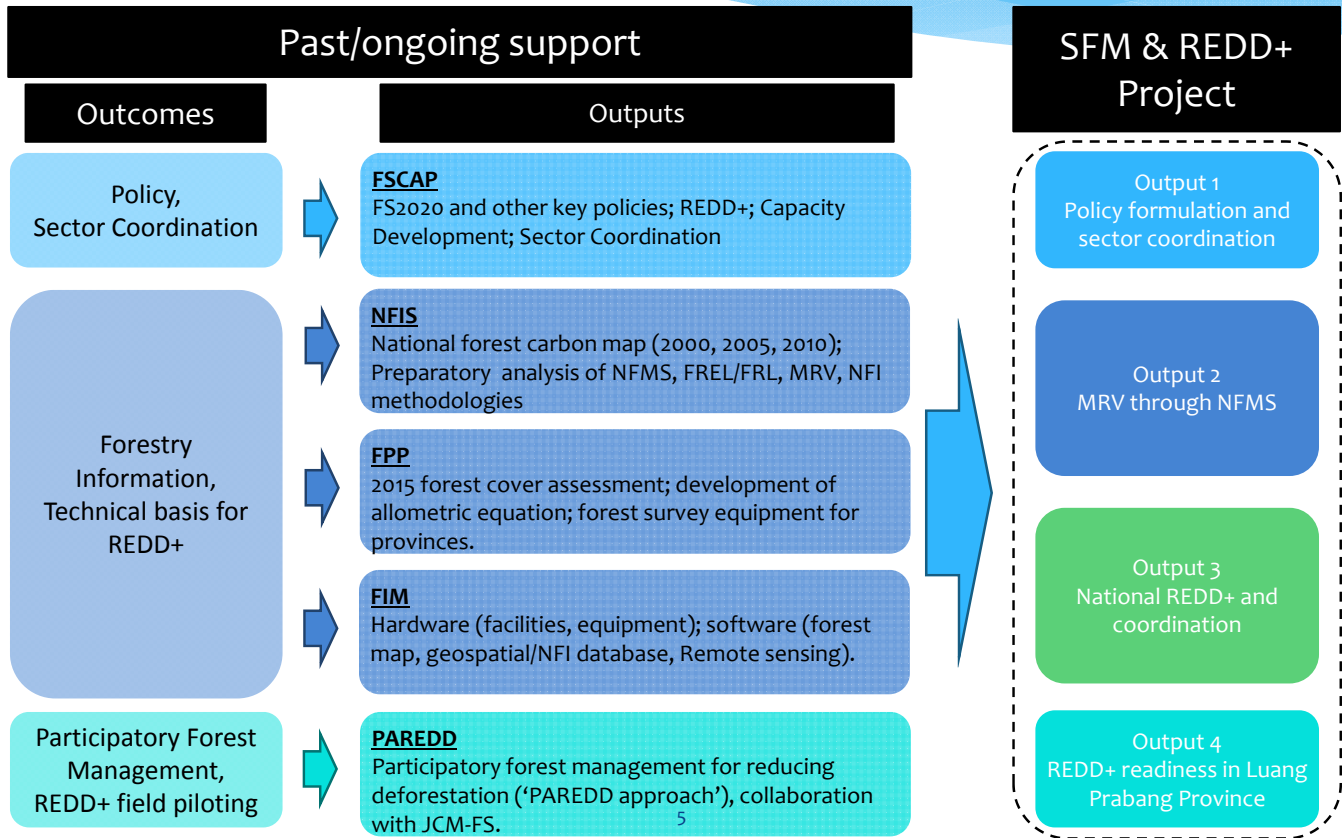 Past/ongoing support
SFM & REDD+
Project
Outcomes
Outputs
Policy,
Sector Coordination
FSCAP
FS2020 and other key policies; REDD+; Capacity
Development; Sector Coordination
Forestry
Information,
Technical basis for
REDD+
NFIS
National forest carbon map (2000, 2005, 2010);
Preparatory analysis of NFMS, FREL/FRL, MRV, NFI
methodologies
FPP
2015 forest cover assessment; development of
allometric equation; forest survey equipment for
provinces.
FIM
Hardware (facilities, equipment); software (forest
map, geospatial/NFI database, Remote sensing).
Participatory Forest
Management,
REDD+ field piloting
PAREDD
Participatory forest management for reducing
deforestation (‘PAREDD approach’), collaboration
with JCM-FS.
Output 1
Policy formulation and
sector coordination
Output 2
MRV through NFMS
Output 3
National REDD+ and
coordination
Output 4
REDD+ readiness in Luang
Prabang Province
5